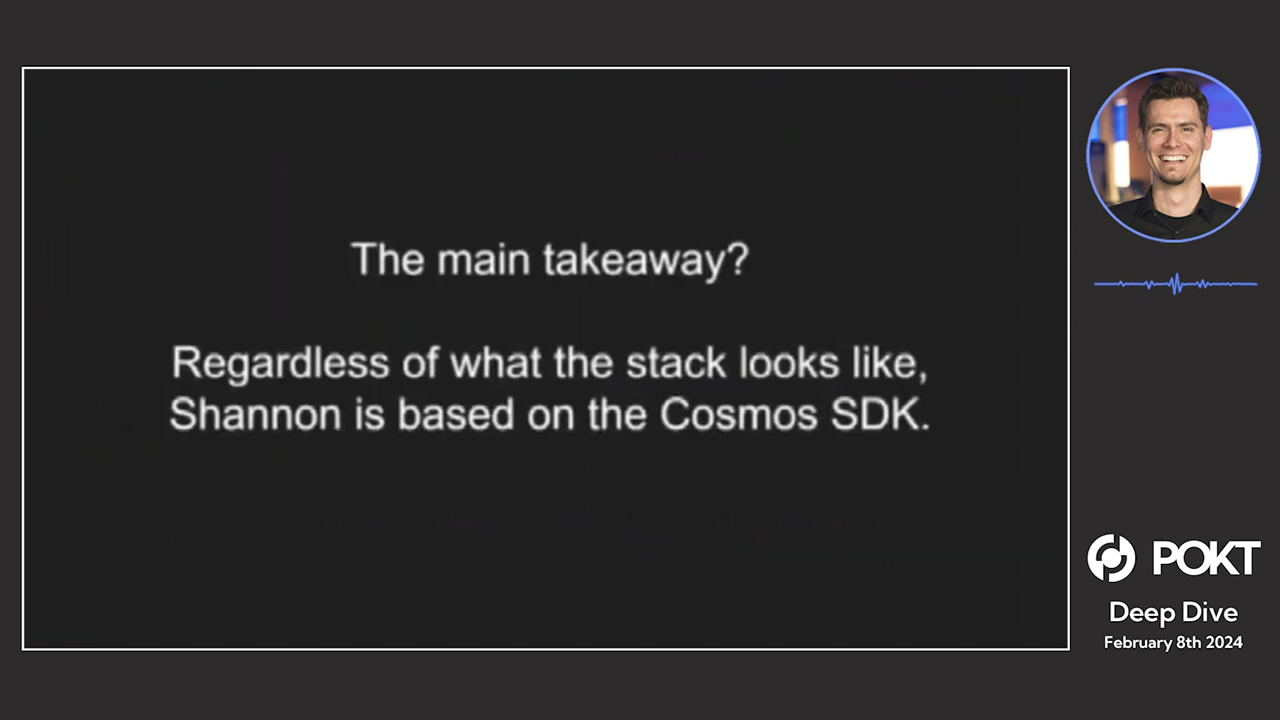 The main takeaway?
Regardless of what the stack looks like,
Shannon is based on the Cosmos SDK.
POKT
Deep Dive
February 8th 2024